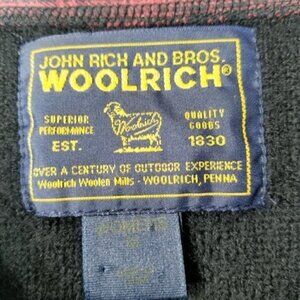 JOHN RICH AND BROS.
WOOLRICH®
SUPERIOR PERFORMANCE
QUALITY GOODS
Woolrich
EST.
1830
OVER A CENTURY OF OUTDOOR EXPERIENCE
Woolrich Woolen Mills - WOOLRICH, PENNA